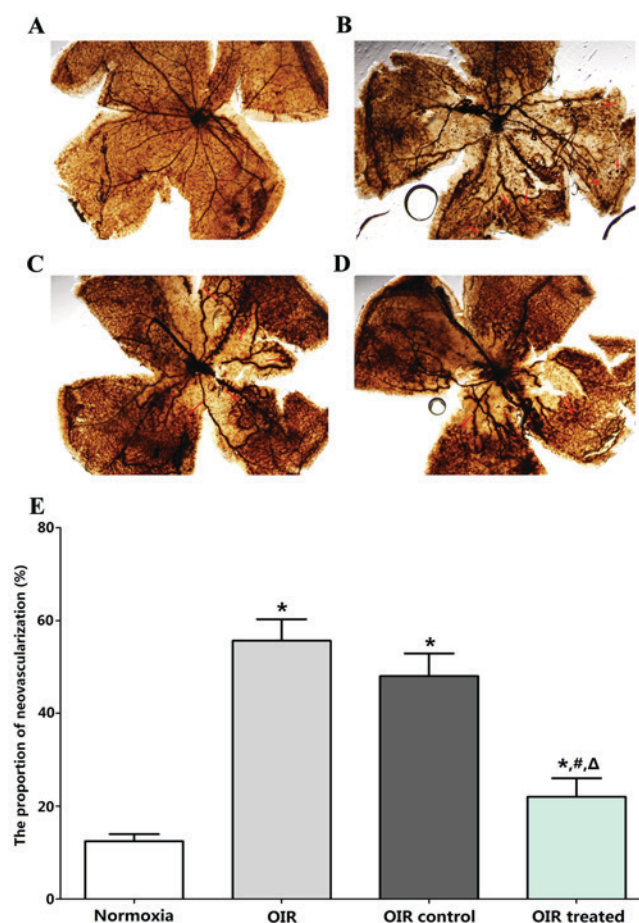 A
B
C
D
E
The proportion of neovascularization (%)
80
60
40
20
0
*
*
*,#,Δ
Normoxia
OIR
OIR control
OIR treated